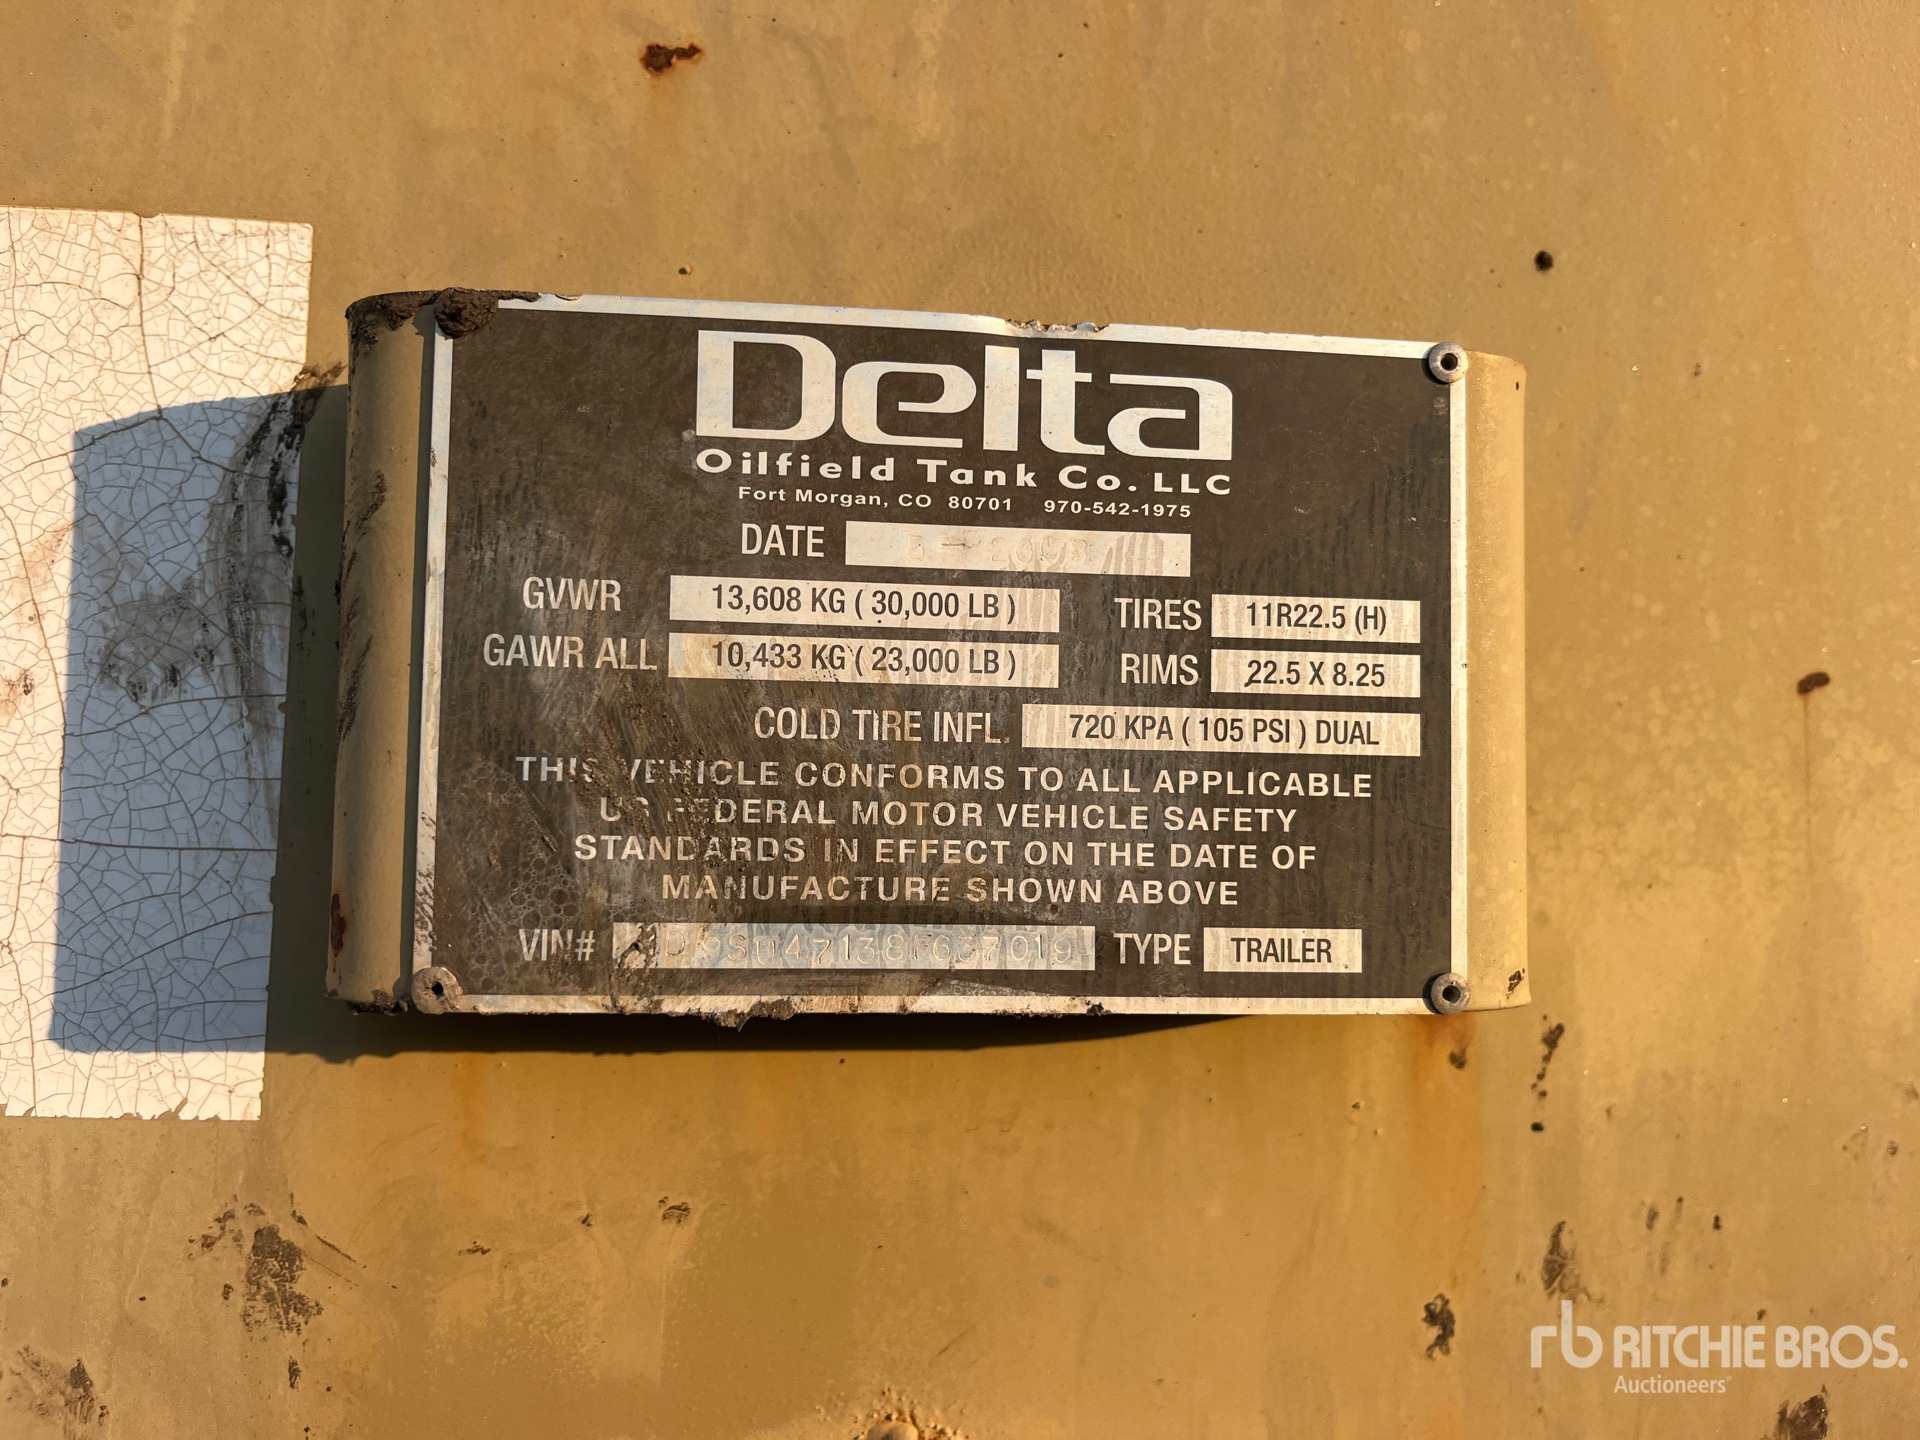 Delta
Oilfield Tank Co. LLC
Fort Morgan, CO 80701 970-542-1975
DATE
GVWR 13,608 KG ( 30,000 LB ) TIRES 11R22.5 (H)
GAWR ALL 10,433 KG ( 23,000 LB ) RIMS 22.5 X 8.25
COLD TIRE INFL. 720 KPA ( 105 PSI ) DUAL
THIS VEHICLE CONFORMS TO ALL APPLICABLE
US FEDERAL MOTOR VEHICLE SAFETY
STANDARDS IN EFFECT ON THE DATE OF
MANUFACTURE SHOWN ABOVE
VIN# TYPE TRAILER
rb RITCHIE BROS.
Auctioneers